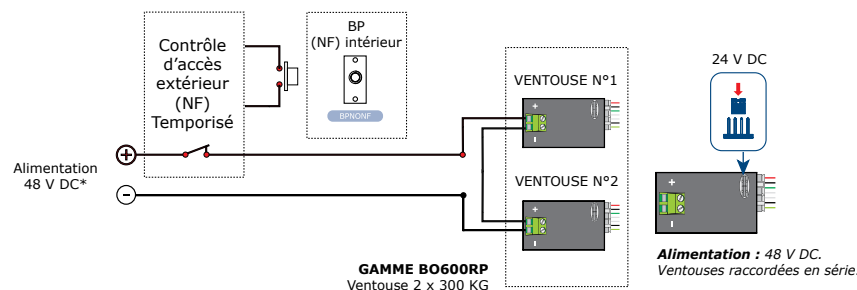 Contrôle
d'accès
extérieur
(NF)
Temporisé
BP
(NF) intérieur
BPNONF
VENTOUSE N°1
+
-
24 V DC
Alimentation
48 V DC*
+
-
VENTOUSE N°2
+
-
+
-
GAMME BO600RP
Ventouse 2 x 300 KG
Alimentation : 48 V DC.
Ventouses raccordées en série.